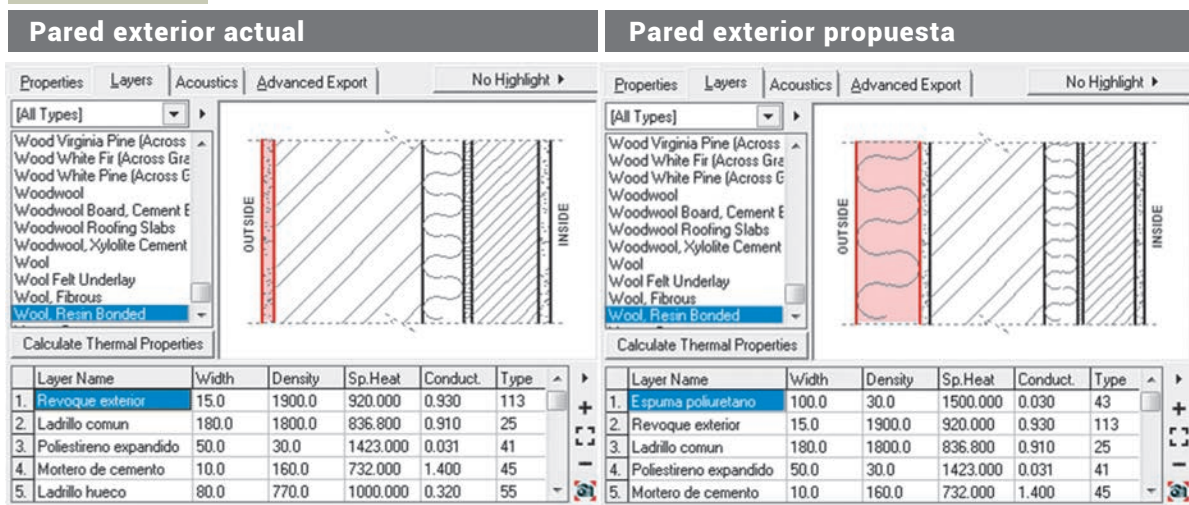 Pared exterior actual
Properties Layers Acoustics Advanced Export No Highlight
[All Types]
Wood Virginia Pine (Across
Wood White Fir (Across Gra
Wood White Pine (Across G
Woodwool
Woodwool Board, Cement E
Woodwool Roofing Slabs
Woodwool, Xylolite Cement
Wool
Wool Felt Underlay
Wool, Fibrous
Wool, Resin Bonded
Calculate Thermal Properties
OUTSIDE
INSIDE
Layer Name Width Density Sp.Heat Conduct. Type
1. Revoque exterior 15.0 1900.0 920.000 0.930 113
2. Ladrillo comun 180.0 1800.0 836.800 0.910 25
3. Poliestireno expandido 50.0 30.0 1423.000 0.031 41
4. Mortero de cemento 10.0 160.0 732.000 1.400 45
5. Ladrillo hueco 80.0 770.0 1000.000 0.320 55
Pared exterior propuesta
Properties Layers Acoustics Advanced Export No Highlight
[All Types]
Wood Virginia Pine (Across
Wood White Fir (Across Gra
Wood White Pine (Across G
Woodwool
Woodwool Board, Cement E
Woodwool Roofing Slabs
Woodwool, Xylolite Cement
Wool
Wool Felt Underlay
Wool, Fibrous
Wool, Resin Bonded
Calculate Thermal Properties
OUTSIDE
INSIDE
Layer Name Width Density Sp.Heat Conduct. Type
1. Espuma poliuretano 100.0 30.0 1500.000 0.030 43
2. Revoque exterior 15.0 1900.0 920.000 0.930 113
3. Ladrillo comun 180.0 1800.0 836.800 0.910 25
4. Poliestireno expandido 50.0 30.0 1423.000 0.031 41
5. Mortero de cemento 10.0 160.0 732.000 1.400 45